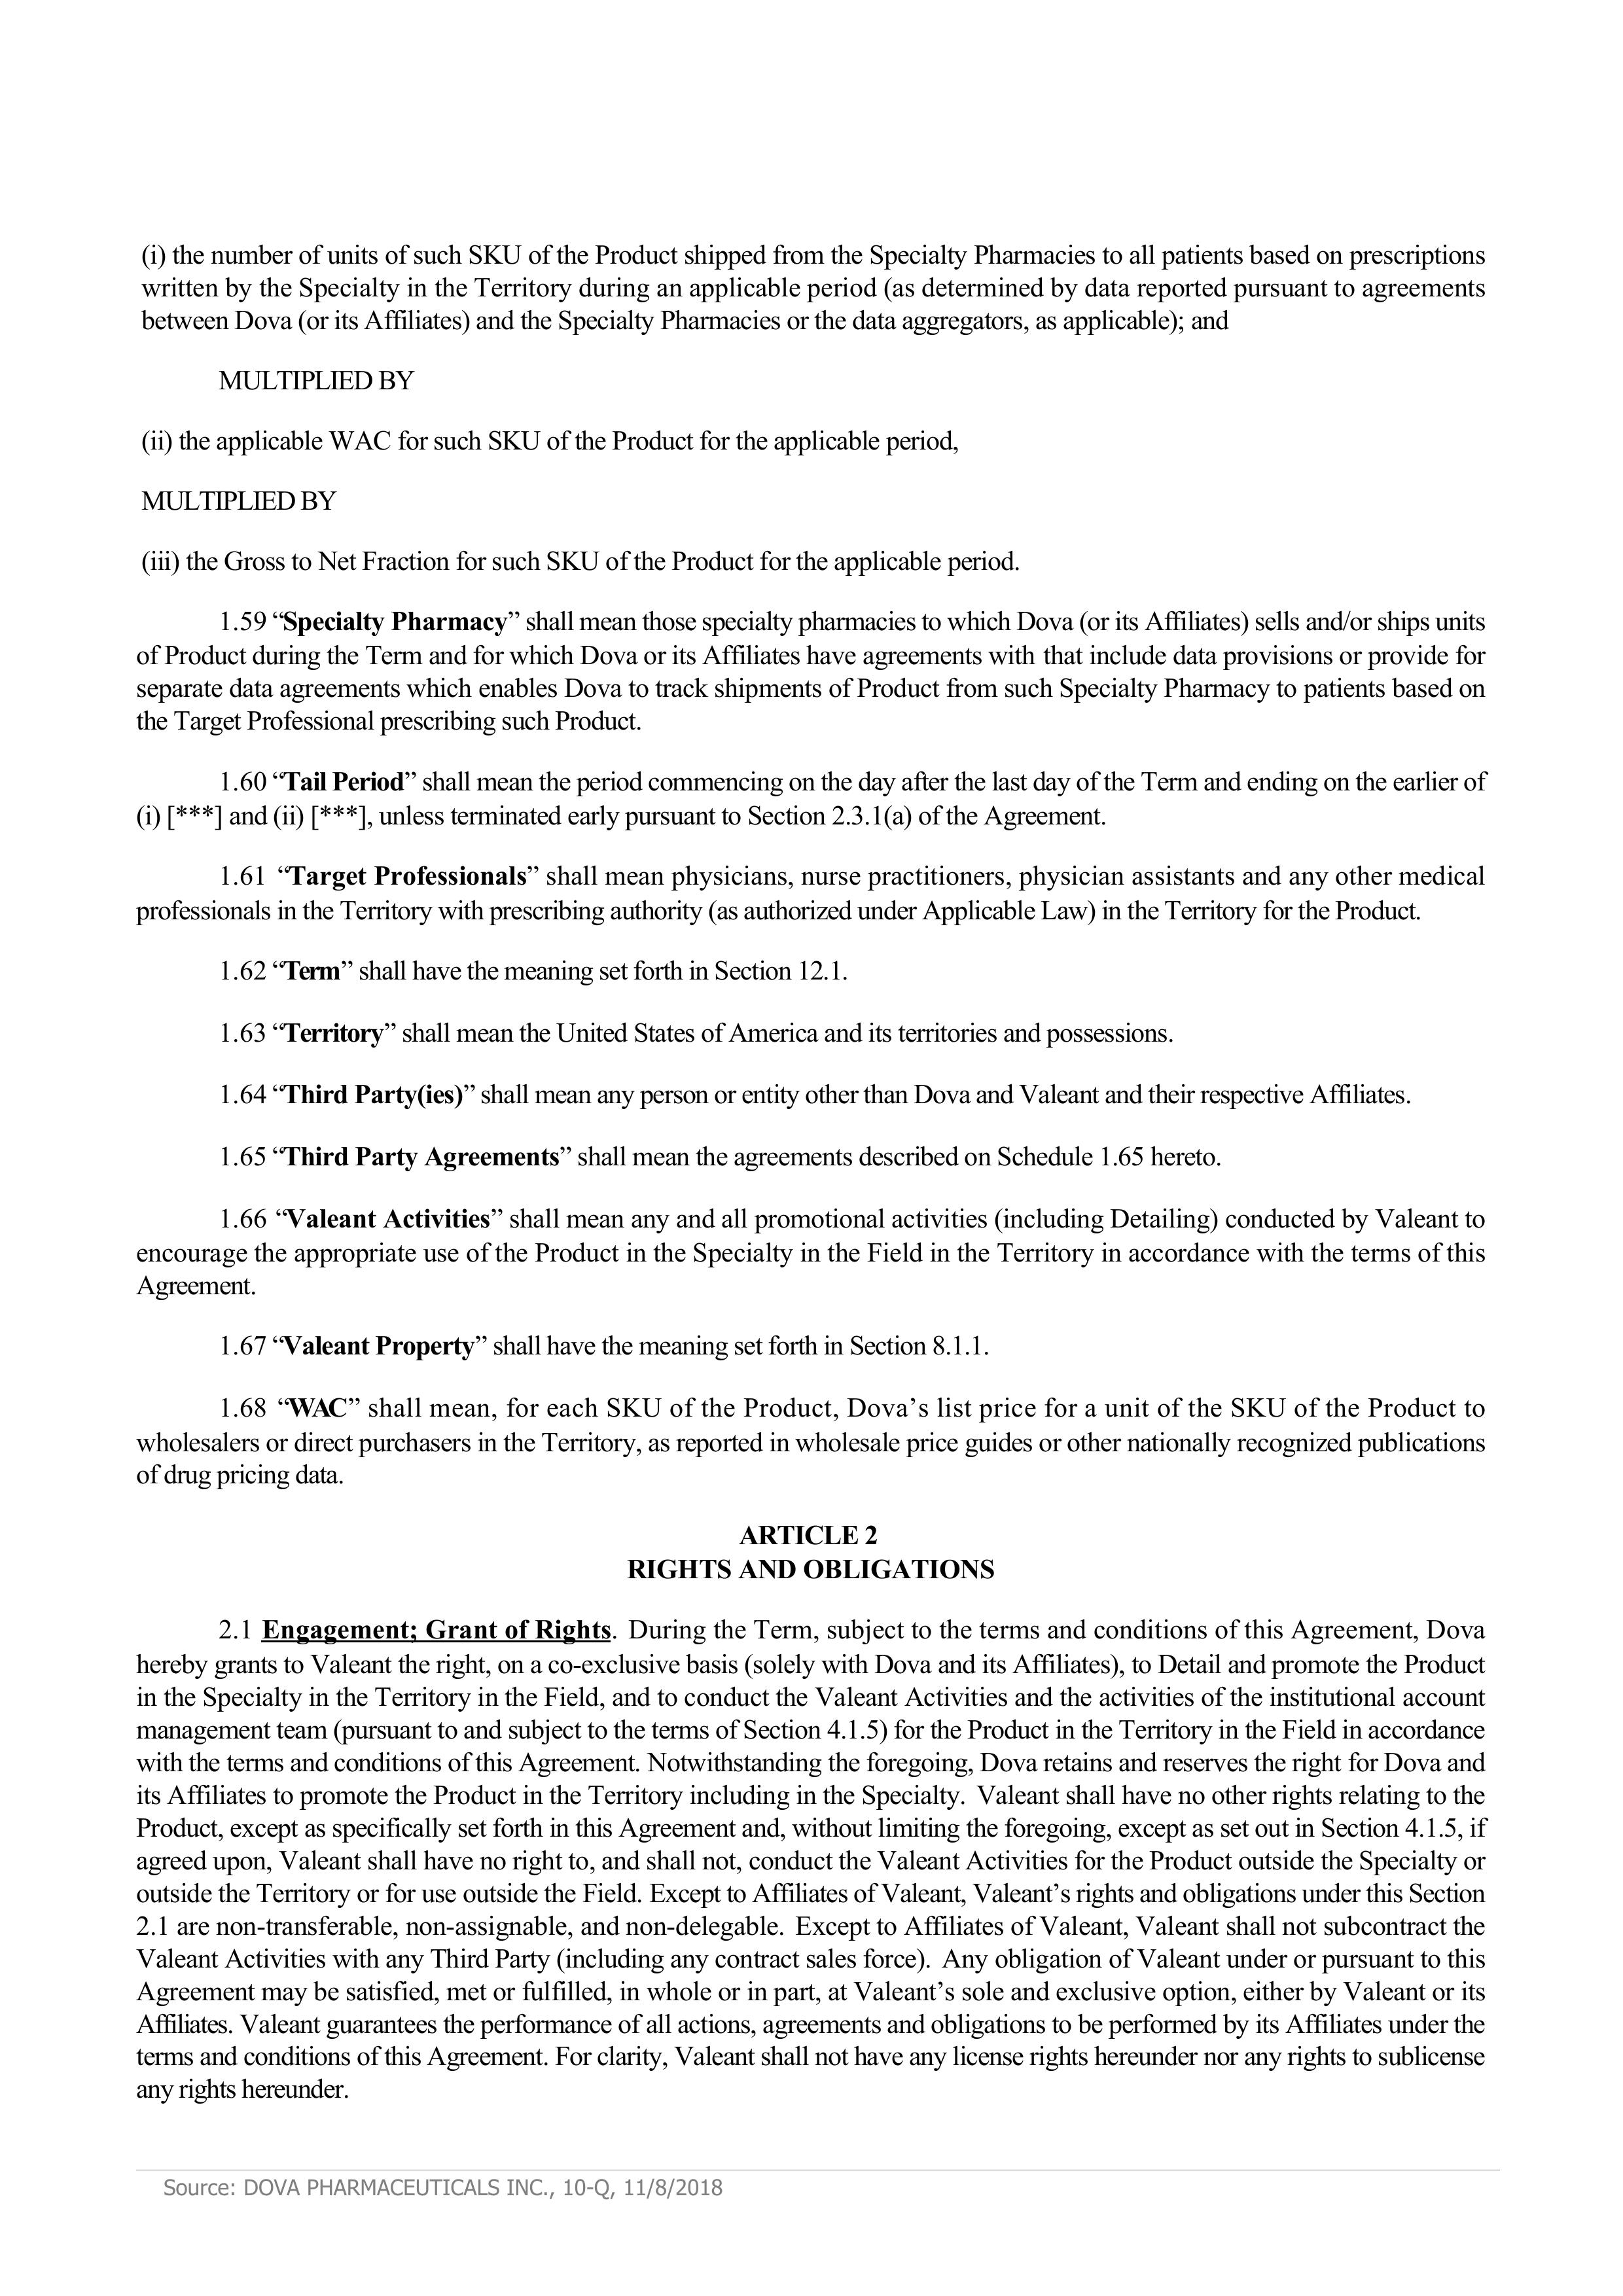 (i) the number of units of such SKU of the Product shipped from the Specialty Pharmacies to all patients based on prescriptions
written by the Specialty in the Territory during an applicable period (as determined by data reported pursuant to agreements
between Dova (or its Affiliates) and the Specialty Pharmacies or the data aggregators, as applicable); and
MULTIPLIED BY
(ii) the applicable WAC for such SKU of the Product for the applicable period,
MULTIPLIED BY
(iii) the Gross to Net Fraction for such SKU of the Product for the applicable period.
1.59 “Specialty Pharmacy” shall mean those specialty pharmacies to which Dova (or its Affiliates) sells and/or ships units
of Product during the Term and for which Dova or its Affiliates have agreements with that include data provisions or provide for
separate data agreements which enables Dova to track shipments of Product from such Specialty Pharmacy to patients based on
the Target Professional prescribing such Product.
1.60 “Tail Period” shall mean the period commencing on the day after the last day of the Term and ending on the earlier of
(i) [***] and (ii) [***], unless terminated early pursuant to Section 2.3.1(a) of the Agreement.
1.61 “Target Professionals” shall mean physicians, nurse practitioners, physician assistants and any other medical
professionals in the Territory with prescribing authority (as authorized under Applicable Law) in the Territory for the Product.
1.62 “Term” shall have the meaning set forth in Section 12.1.
1.63 “Territory” shall mean the United States of America and its territories and possessions.
1.64 “Third Party(ies)” shall mean any person or entity other than Dova and Valeant and their respective Affiliates.
1.65 “Third Party Agreements” shall mean the agreements described on Schedule 1.65 hereto.
1.66 “Valeant Activities” shall mean any and all promotional activities (including Detailing) conducted by Valeant to
encourage the appropriate use of the Product in the Specialty in the Field in the Territory in accordance with the terms of this
Agreement.
1.67 “Valeant Property” shall have the meaning set forth in Section 8.1.1.
1.68 “WAC” shall mean, for each SKU of the Product, Dova’s list price for a unit of the SKU of the Product to
wholesalers or direct purchasers in the Territory, as reported in wholesale price guides or other nationally recognized publications
of drug pricing data.
ARTICLE 2
RIGHTS AND OBLIGATIONS
2.1 Engagement; Grant of Rights. During the Term, subject to the terms and conditions of this Agreement, Dova
hereby grants to Valeant the right, on a co-exclusive basis (solely with Dova and its Affiliates), to Detail and promote the Product
in the Specialty in the Territory in the Field, and to conduct the Valeant Activities and the activities of the institutional account
management team (pursuant to and subject to the terms of Section 4.1.5) for the Product in the Territory in the Field in accordance
with the terms and conditions of this Agreement. Notwithstanding the foregoing, Dova retains and reserves the right for Dova and
its Affiliates to promote the Product in the Territory including in the Specialty. Valeant shall have no other rights relating to the
Product, except as specifically set forth in this Agreement and, without limiting the foregoing, except as set out in Section 4.1.5, if
agreed upon, Valeant shall have no right to, and shall not, conduct the Valeant Activities for the Product outside the Specialty or
outside the Territory or for use outside the Field. Except to Affiliates of Valeant, Valeant’s rights and obligations under this Section
2.1 are non-transferable, non-assignable, and non-delegable. Except to Affiliates of Valeant, Valeant shall not subcontract the
Valeant Activities with any Third Party (including any contract sales force). Any obligation of Valeant under or pursuant to this
Agreement may be satisfied, met or fulfilled, in whole or in part, at Valeant’s sole and exclusive option, either by Valeant or its
Affiliates. Valeant guarantees the performance of all actions, agreements and obligations to be performed by its Affiliates under the
terms and conditions of this Agreement. For clarity, Valeant shall not have any license rights hereunder nor any rights to sublicense
any rights hereunder.
Source: DOVA PHARMACEUTICALS INC., 10-Q, 11/8/2018